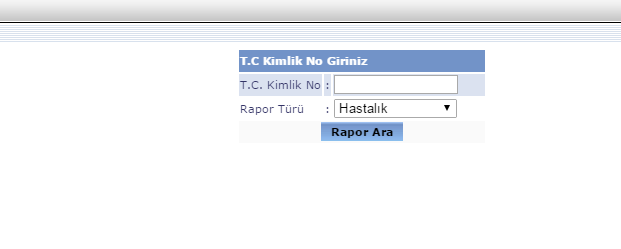 T.C Kimlik No Giriniz
T.C. Kimlik No :
Rapor Türü : Hastalık
Rapor Ara